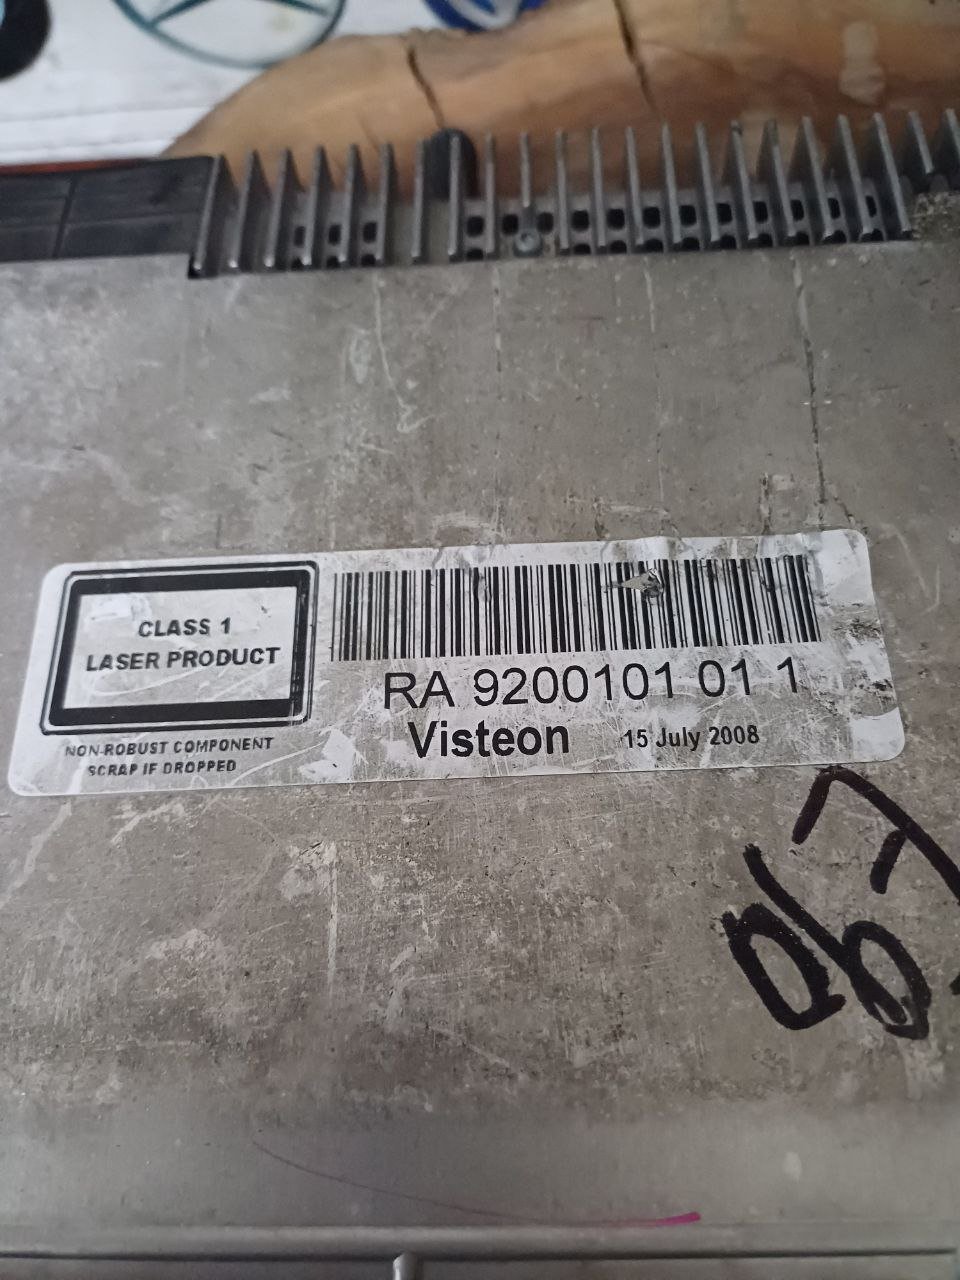 CLASS 1
LASER PRODUCT
NON-ROBUST COMPONENT
SCRAP IF DROPPED
RA 9200101 01 1
Visteon 15 July 2008